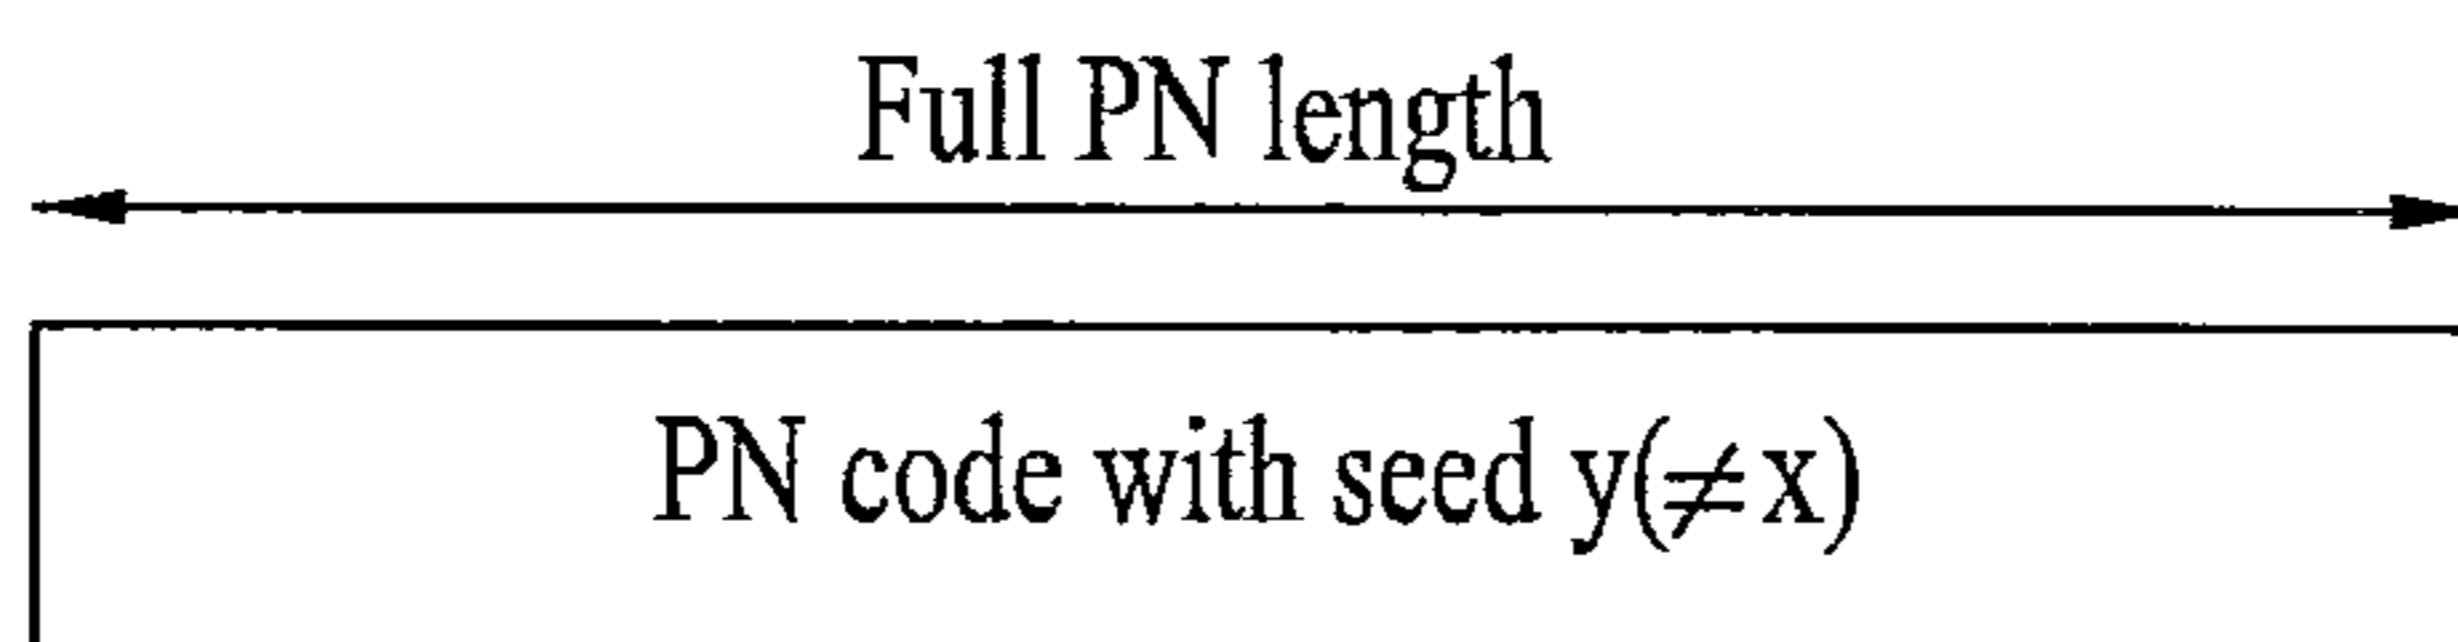 Full PN length
PN code with seed y(≠x)